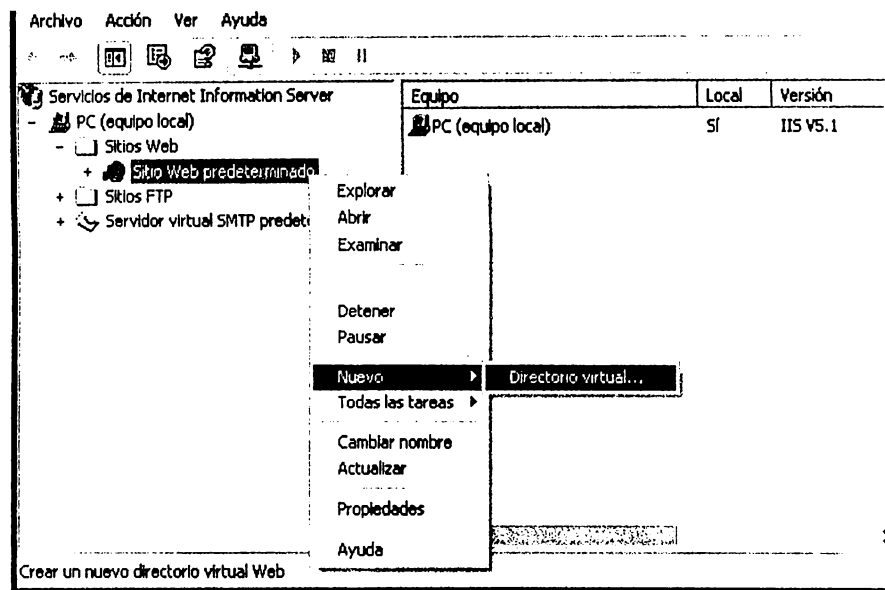 Archivo Acción Ver Ayuda
Servicios de Internet Information Server
Equipo Local Versión
PC (equipo local)
PC (equipo local) Sí IIS V5.1
Sitios Web
Sitio Web predeterminado
Sitios FTP
Servidor virtual SMTP predete
Explorar
Abrir
Examinar
Detener
Pausar
Nuevo Directorio virtual...
Todas las tareas
Cambiar nombre
Actualizar
Propiedades
Ayuda
Crear un nuevo directorio virtual Web